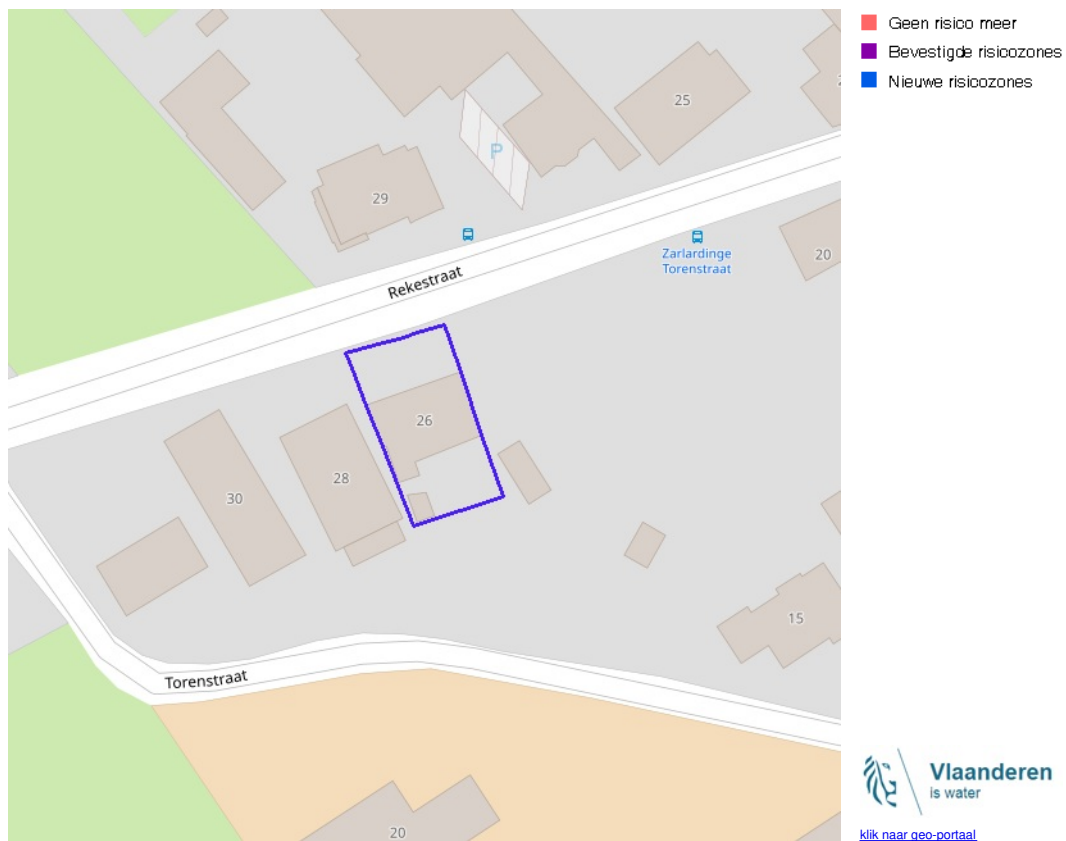 Geen risico meer
Bevestigde risicozones
Nieuwe risicozones
25
P
29
Zarlardinge
Torenstraat
20
Rekestraat
26
28
30
15
Torenstraat
20
Vlaanderen
is water
klik naar geo-portaal